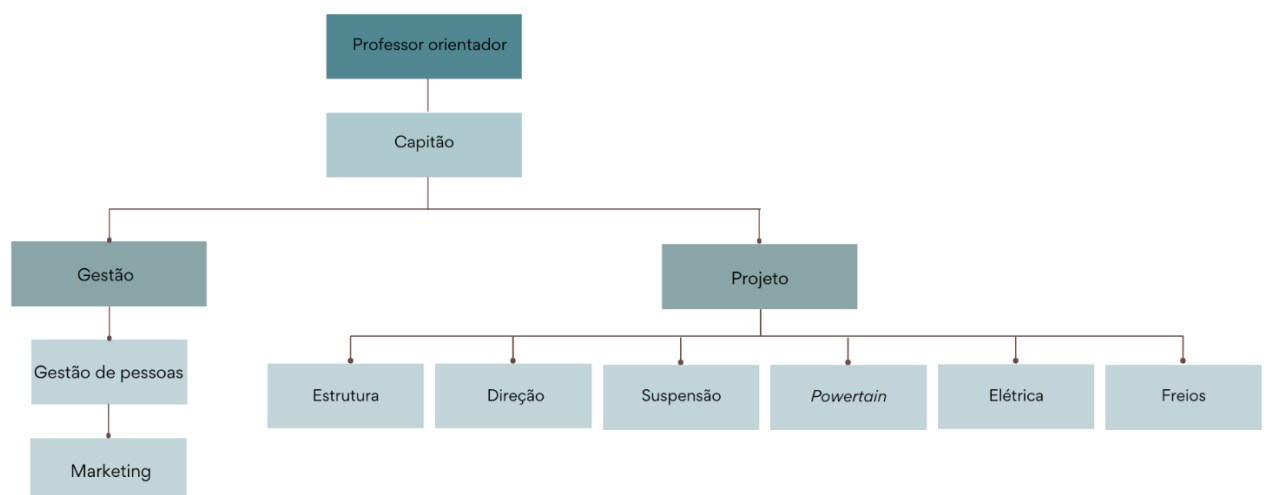 Professor orientador
Capitão
Gestão
Projeto
Gestão de pessoas
Estrutura
Direção
Suspensão
Powertain
Elétrica
Freios
Marketing